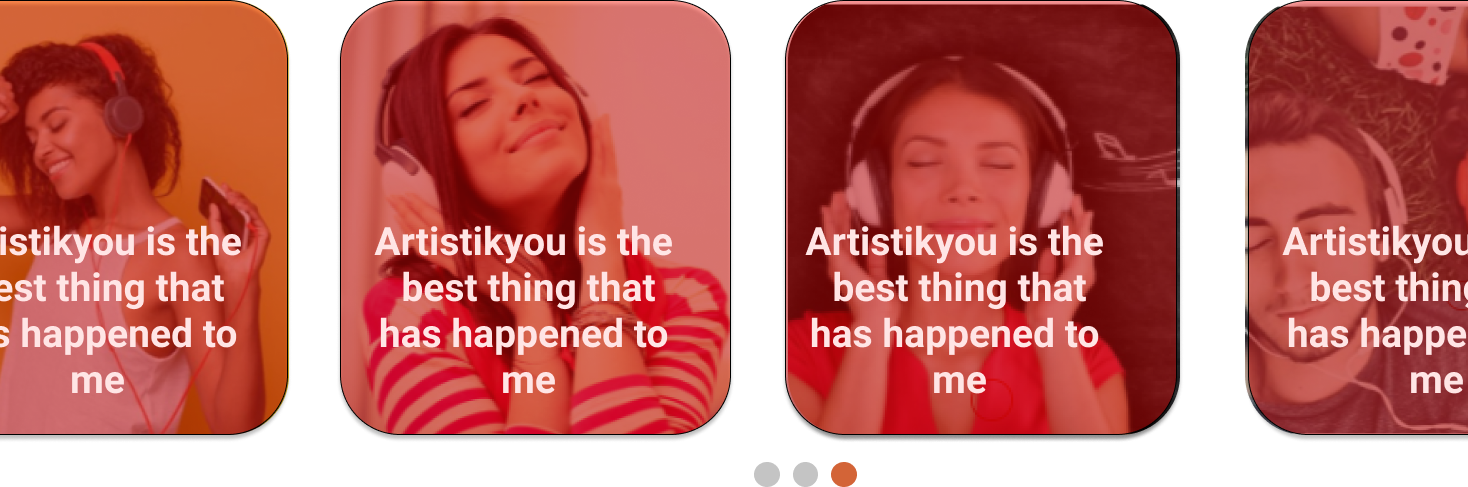 istikyou is the
est thing that
s happened to
me
Artistikyou is the
best thing that
has happened to
me
Artistikyou is the
best thing that
has happened to
me
Artistikyou
best thing
has happe
me